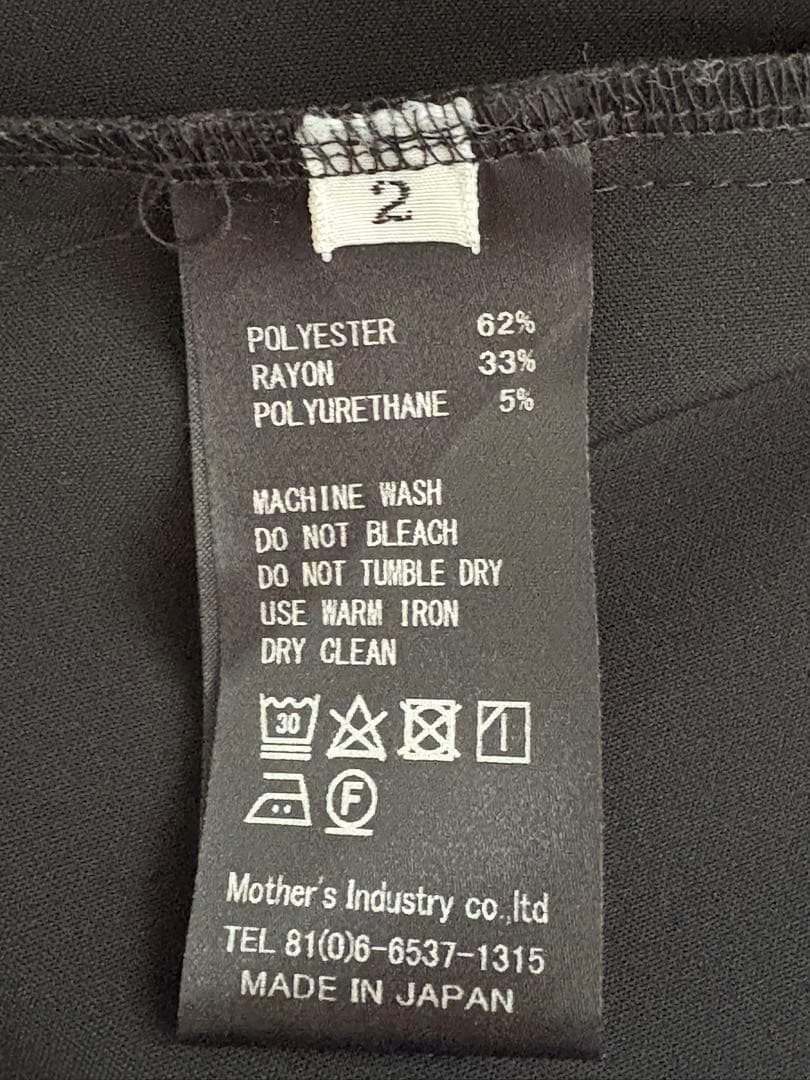 2
POLYESTER 62%
RAYON 33%
POLYURETHANE 5%
MACHINE WASH
DO NOT BLEACH
DO NOT TUMBLE DRY
USE WARM IRON
DRY CLEAN
30
F
Mother's Industry co.,ltd
TEL 81(0)6-6537-1315
MADE IN JAPAN